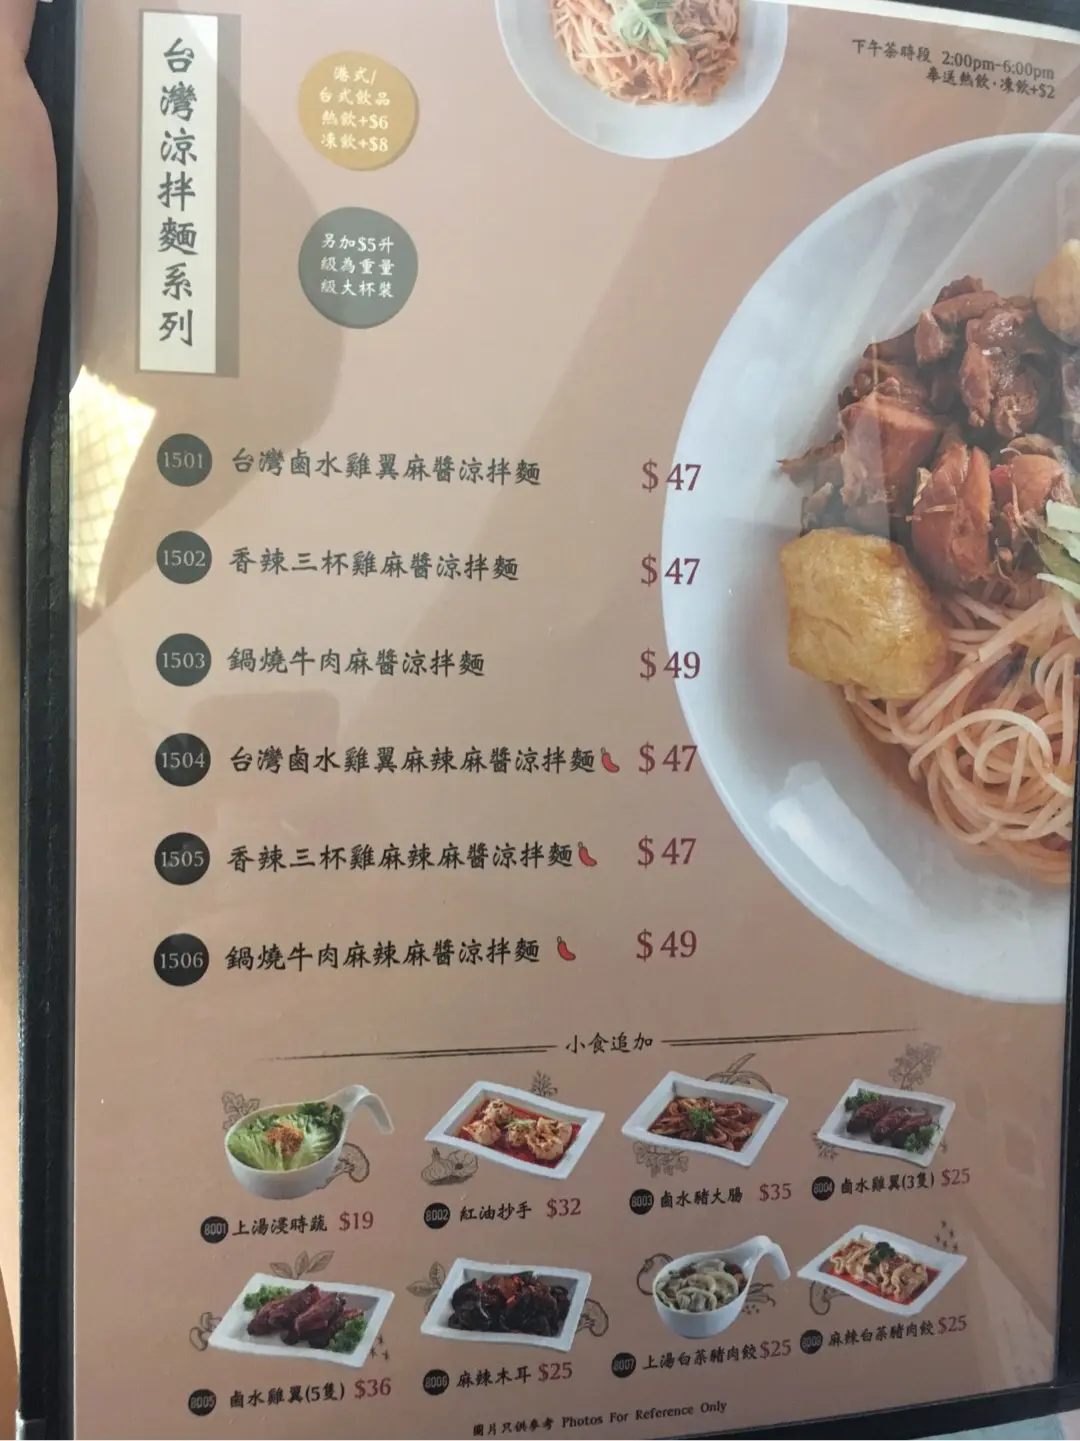 台灣涼拌麵系列
港式/
台式飲品
熱飲+$6
凍飲+$8
下午茶時段 2:00pm-6:00pm
奉送熱飲·凍飲+$2
另加$5升
級為重量
級大杯裝
1501 台灣鹵水雞翼麻醬涼拌麵 $47
1502 香辣三杯雞麻醬涼拌麵 $47
1503 鍋燒牛肉麻醬涼拌麵 $49
1504 台灣鹵水雞翼麻辣麻醬涼拌麵 $47
1505 香辣三杯雞麻辣麻醬涼拌麵 $47
1506 鍋燒牛肉麻辣麻醬涼拌麵 $49
小食追加
8001 上湯浸時蔬 $19
8002 紅油抄手 $32
8003 鹵水豬大腸 $35
8004 鹵水雞翼(3隻) $25
8005 鹵水雞翼(5隻) $36
8006 麻辣木耳 $25
8007 上湯白菜豬肉餃 $25
8008 麻辣白菜豬肉餃 $25
圖片只供參考 Photos For Reference Only